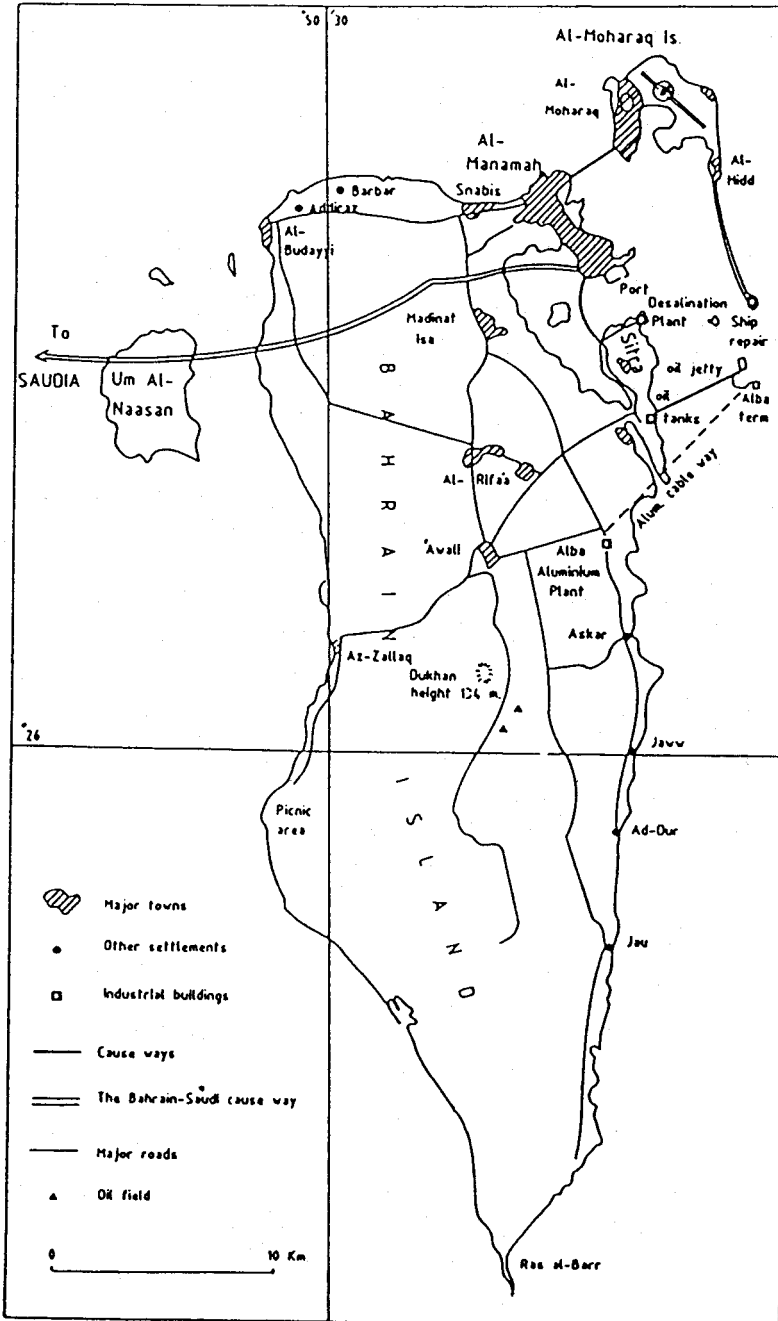 °50 30
Al-Moharaq Is.
Al-
Moharaq
Al-
Manamah
Al-
Hidd
Barbar
Snabis
Addiraz
Al-
Budayyi
Port
Desalination
Plant
Ship
repair
To
SAUDIA
Um Al-
Naasan
Madinat
Isa
Sitra
oil jetty
oil
tanks
Alba
term
BAHRAIN
Al-Rifa'a
Alum. cable way
'Awali
Alba
Aluminium
Plant
Askar
Az-Zallaq
Dukhan
height 134 m.
°26
Jaww
Picnic
area
ISLAND
Ad-Dur
Major towns
Other settlements
Jau
Industrial buildings
Cause ways
The Bahrain-Saudi cause way
Major roads
Oil field
0 10 Km
Ras al-Barr